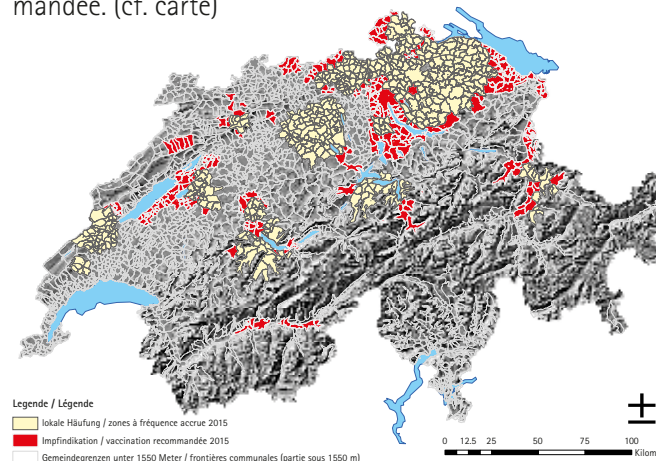 mandée. (cf. carte)
Legende / Légende
lokale Häufung / zones à fréquence accrue 2015
Impfindikation / vaccination recommandée 2015
Gemeindegrenzen unter 1550 Meter / frontières communales (partie sous 1550 m)
0 12.5 25 50 75 100
Kilom